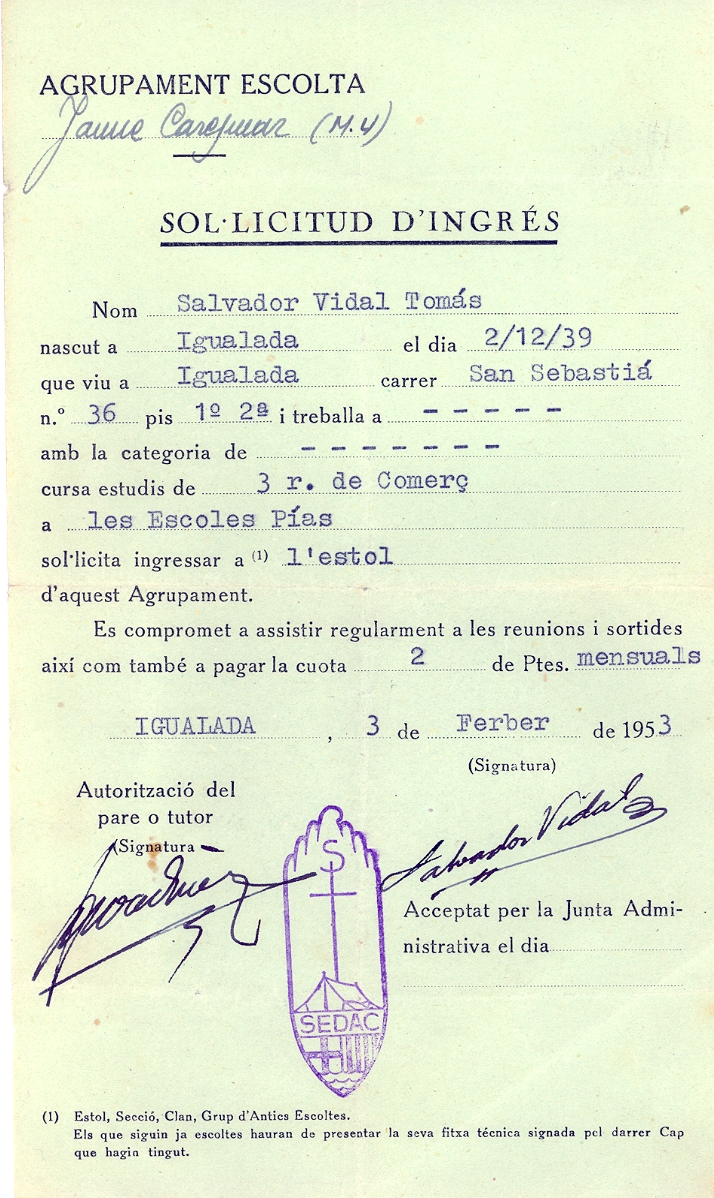 AGRUPAMENT ESCOLTA
Jaume (M.4)
SOL·LICITUD D'INGRÉS
Nom Salvador Vidal Tomás
nascut a Igualada el dia 2/12/39
que viu a Igualada carrer San Sebastiá
n.º 36 pis 1º 2ª i treballa a - - - - -
amb la categoria de - - - - - - -
cursa estudis de 3 r. de Comerç
a les Escoles Pías
sol·licita ingressar a (1) l'estol
d'aquest Agrupament.
Es compromet a assistir regularment a les reunions i sortides
així com també a pagar la cuota 2 de Ptes. mensuals
IGUALADA, 3 de Ferber de 1953
(Signatura)
Autorització del
pare o tutor
(Signatura
Salvador Vidal
Acceptat per la Junta Admi-
nistrativa el dia
S
SEDAC
(1) Estol, Secció, Clan, Grup d'Antics Escoltes.
Els que siguin ja escoltes hauran de presentar la seva fitxa técnica signada pel darrer Cap
que hagin tingut.